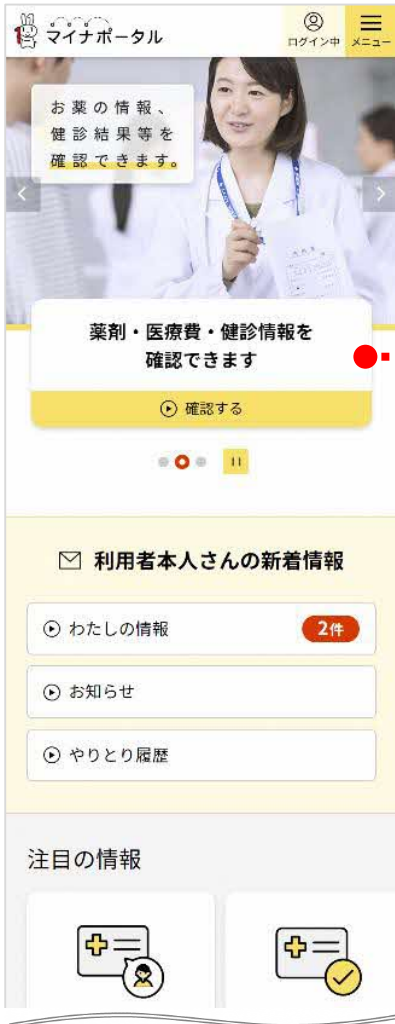 マイナポータル
ログイン中
メニュー
お薬の情報、
健診結果等を
確認できます。
薬剤・医療費・健診情報を
確認できます
確認する
利用者本人さんの新着情報
わたしの情報
2件
お知らせ
やりとり履歴
注目の情報